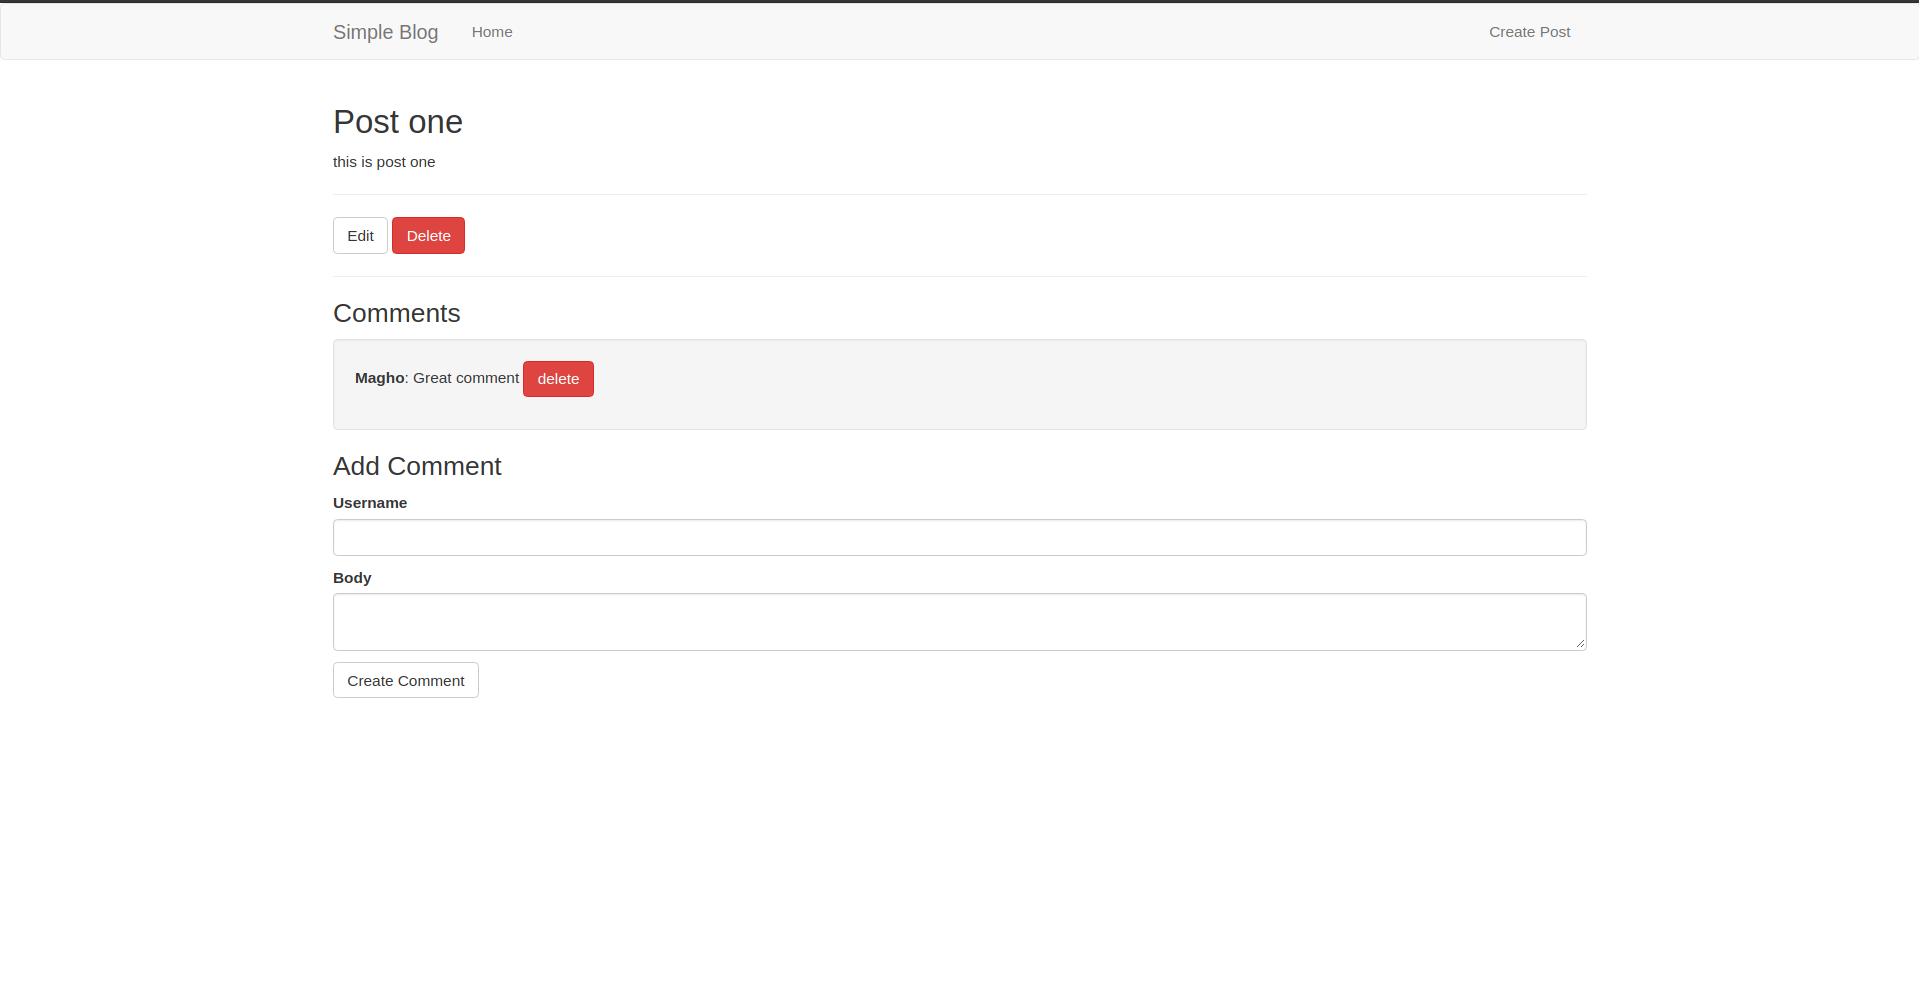 Simple Blog Home Create Post
Post one
this is post one
Edit Delete
Comments
Magho: Great comment delete
Add Comment
Username
Body
Create Comment